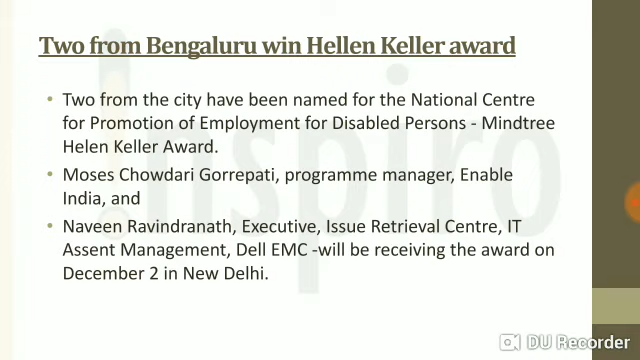 Two from Bengaluru win Hellen Keller award
• Two from the city have been named for the National Centre
for Promotion of Employment for Disabled Persons - Mindtree
Helen Keller Award.
• Moses Chowdari Gorrepati, programme manager, Enable
India, and
• Naveen Ravindranath, Executive, Issue Retrieval Centre, IT
Assent Management, Dell EMC -will be receiving the award on
December 2 in New Delhi.
Inspiro
DU Recorder